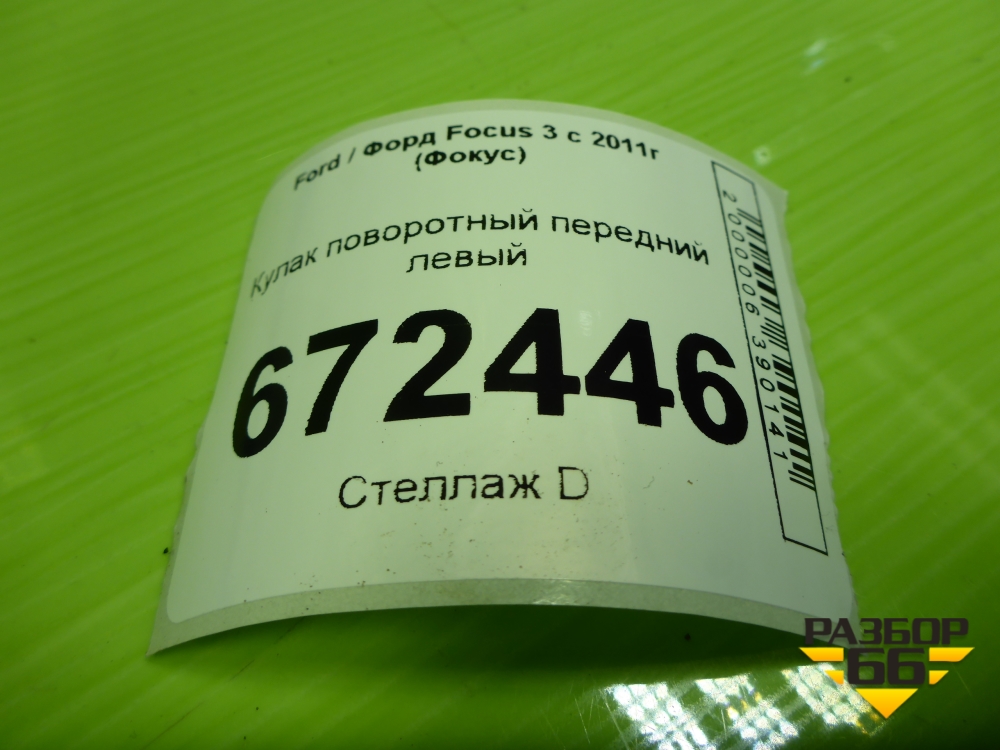 Ford / Форд Focus 3 с 2011г
(Фокус)
Кулак поворотный передний
левый
672446
Стеллаж D
2000006390141
РАЗБОР
66